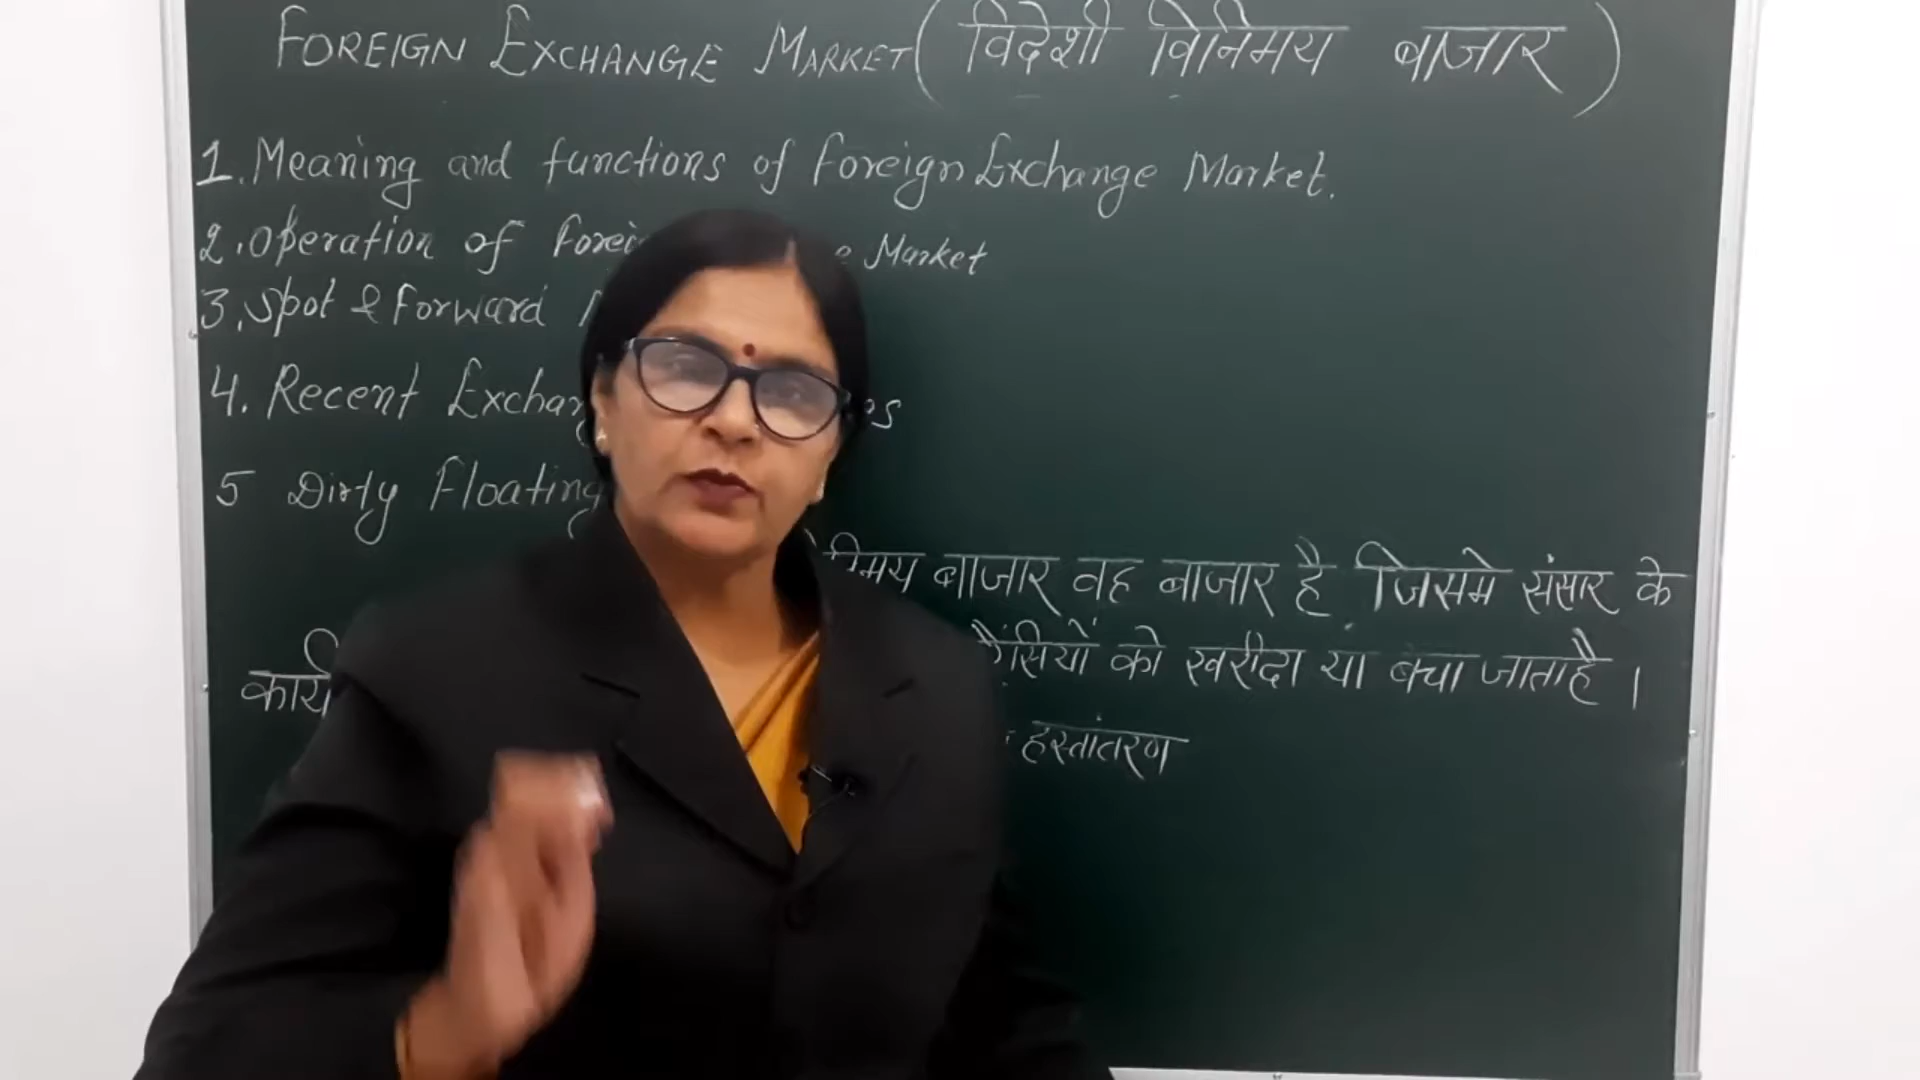 FOREIGN EXCHANGE MARKET (विदेशी विनिमय बाजार)
1. Meaning and functions of Foreign Exchange Market.
2. Operation of Market
3. Spot & Forward
4. Recent
5 Dirty Floating
बाजार वह बाजार है जिसमे संसार के
को खरीदा या बेचा जाता है ।
हस्तांतरण